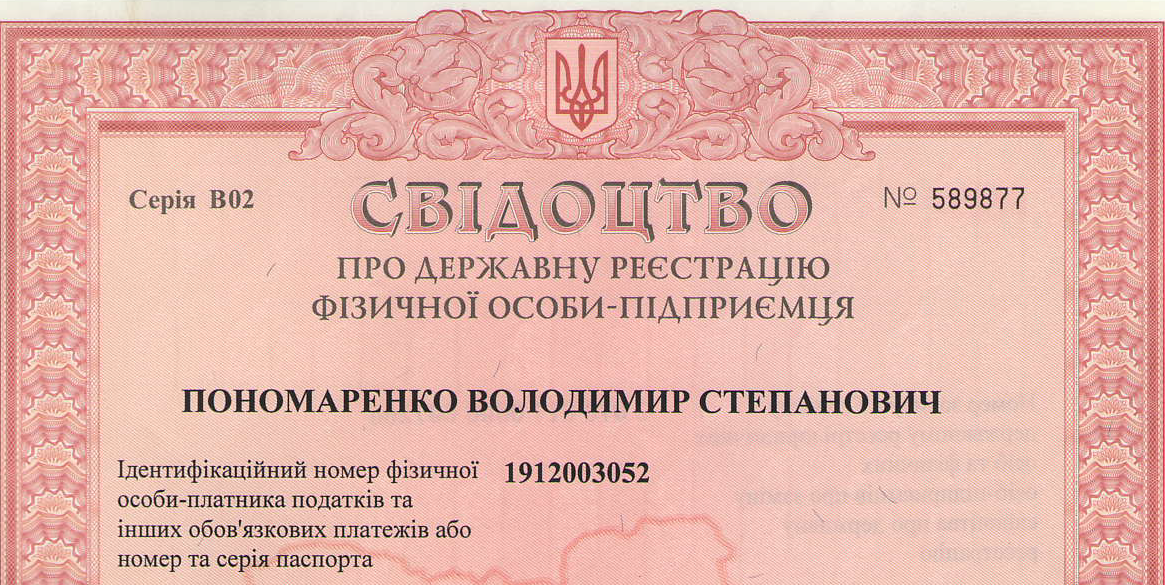 Серія В02
СВІДОЦТВО
№ 589877
ПРО ДЕРЖАВНУ РЕЄСТРАЦІЮ
ФІЗИЧНОЇ ОСОБИ-ПІДПРИЄМЦЯ
ПОНОМАРЕНКО ВОЛОДИМИР СТЕПАНОВИЧ
Ідентифікаційний номер фізичної 1912003052
особи-платника податків та
інших обов'язкових платежів або
номер та серія паспорта